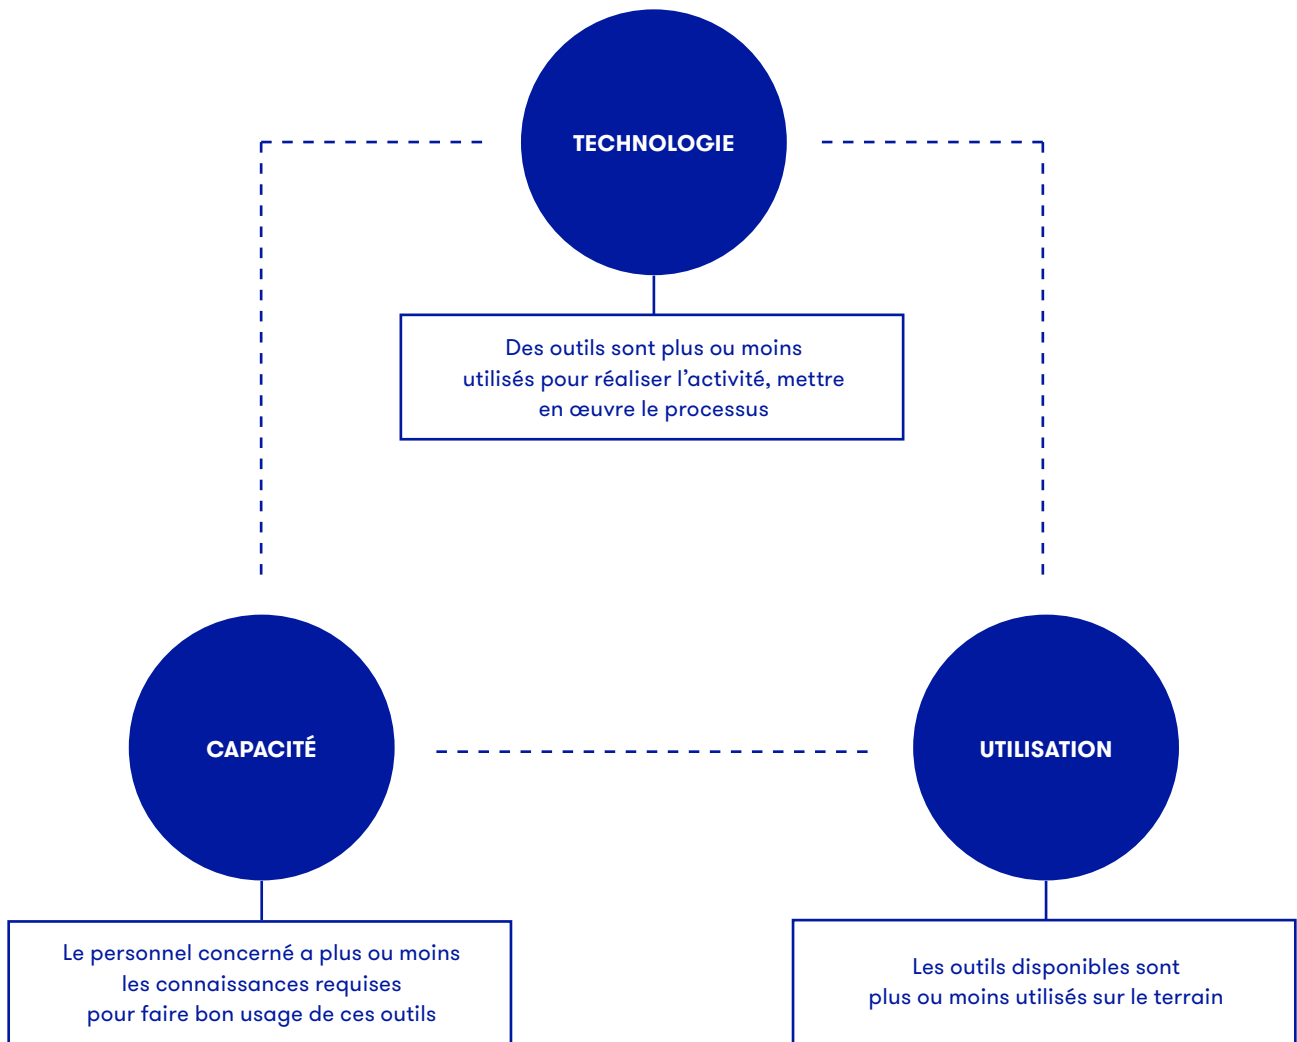 TECHNOLOGIE
Des outils sont plus ou moins
utilisés pour réaliser l’activité, mettre
en œuvre le processus
CAPACITÉ
Le personnel concerné a plus ou moins
les connaissances requises
pour faire bon usage de ces outils
UTILISATION
Les outils disponibles sont
plus ou moins utilisés sur le terrain